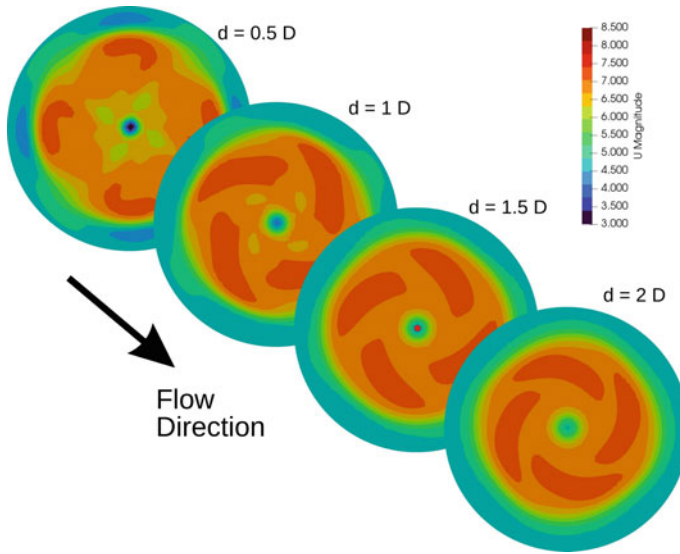 d = 0.5 D
d = 1 D
d = 1.5 D
d = 2 D
Flow
Direction
8.500
8.000
7.500
7.000
6.500
6.000
5.500
5.000
4.500
4.000
3.500
3.000
U Magnitude